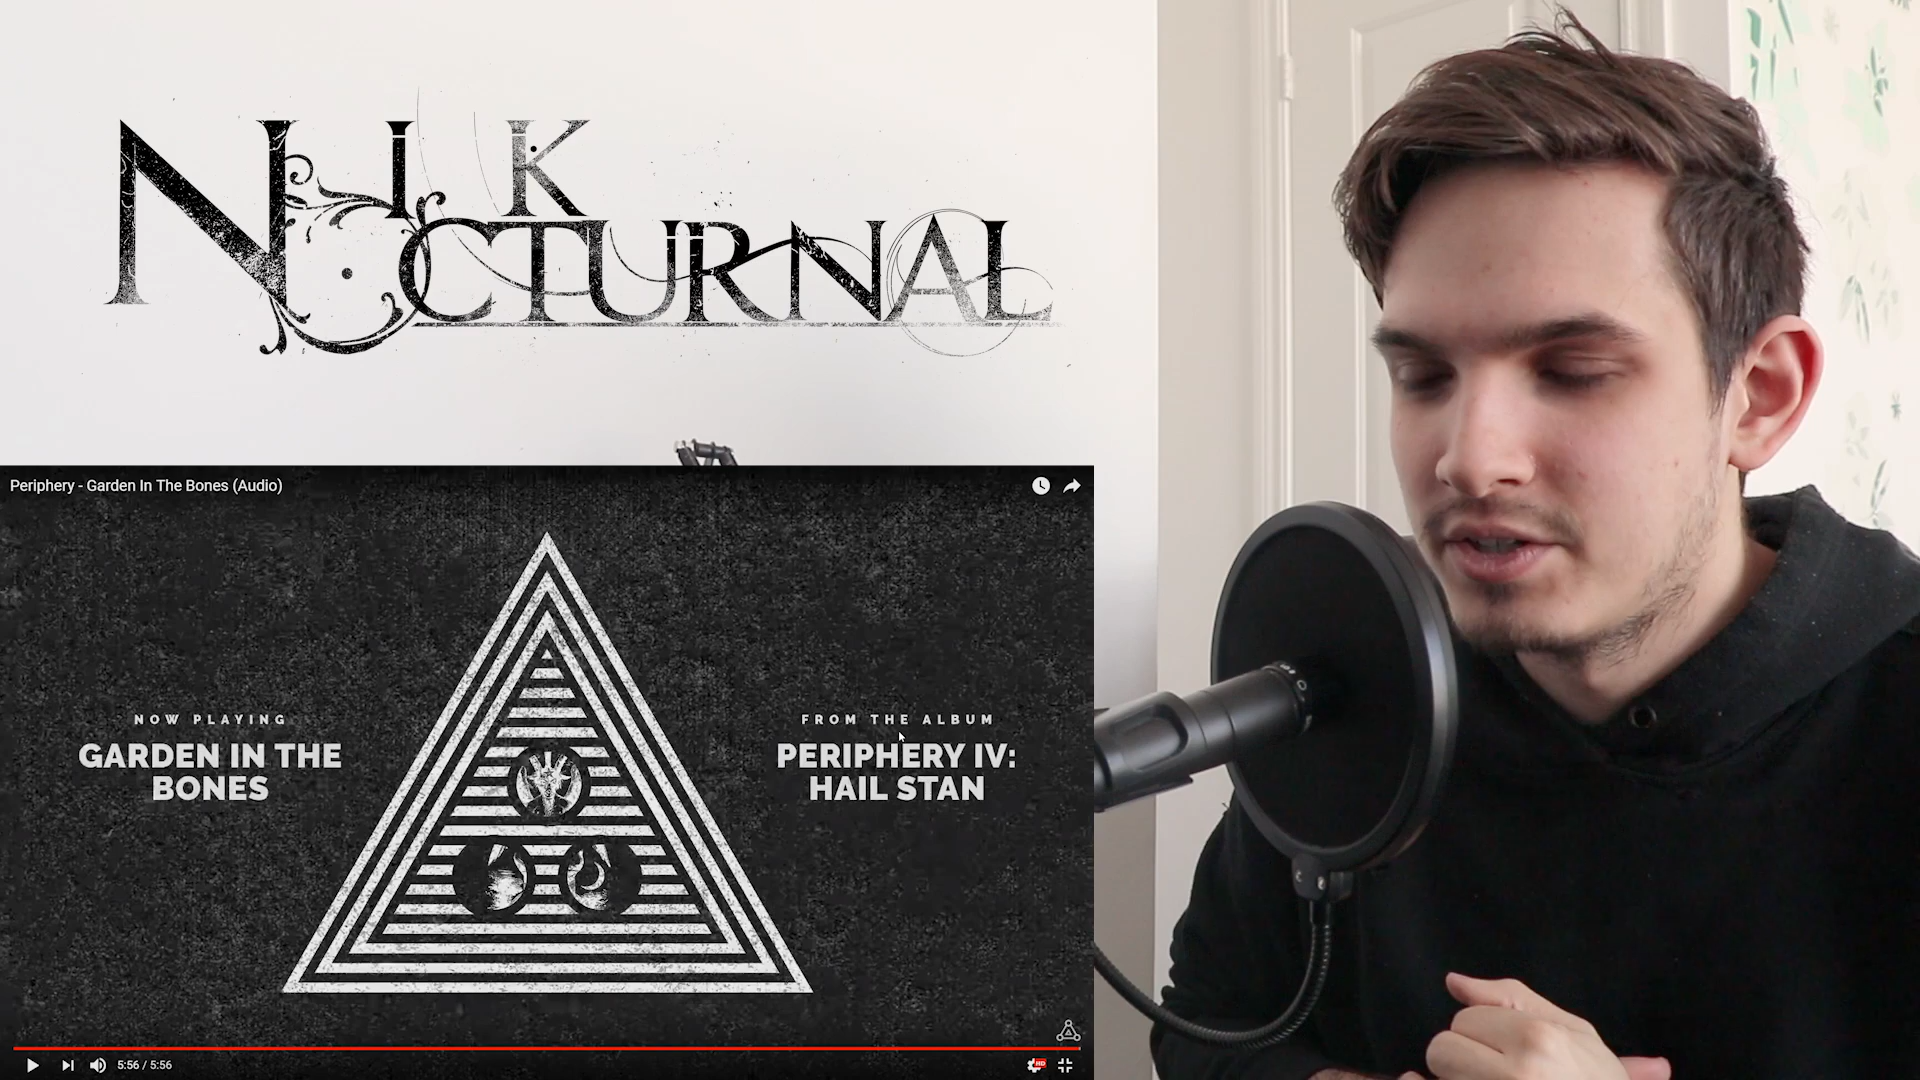 NIK
NOCTURNAL
Periphery - Garden In The Bones (Audio)
NOW PLAYING
GARDEN IN THE
BONES
FROM THE ALBUM
PERIPHERY IV:
HAIL STAN
5:56 / 5:56
HD